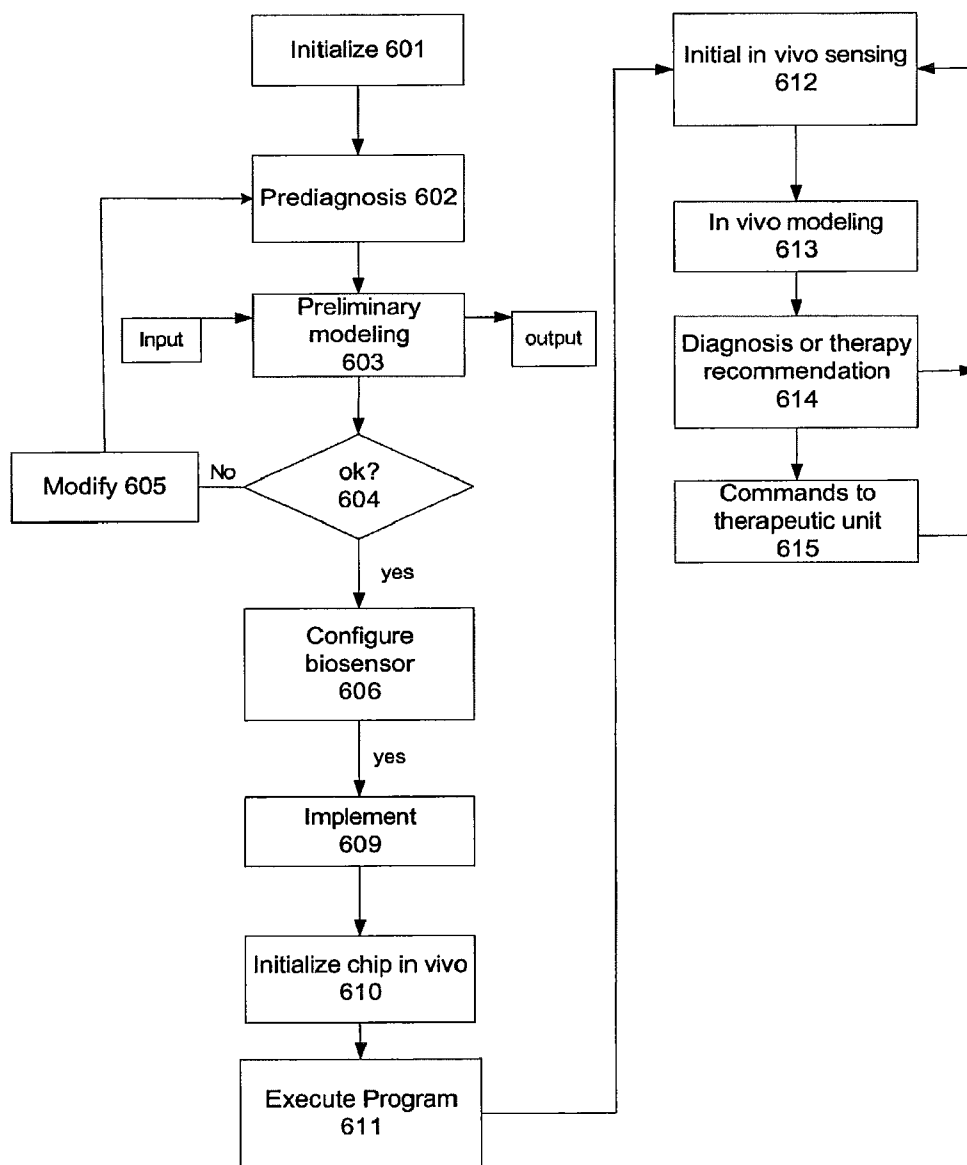 Initialize 601
Prediagnosis 602
Input
Preliminary
modeling
603
output
Modify 605
No
ok?
604
yes
Configure
biosensor
606
yes
Implement
609
Initialize chip in vivo
610
Execute Program
611
Initial in vivo sensing
612
In vivo modeling
613
Diagnosis or therapy
recommendation
614
Commands to
therapeutic unit
615